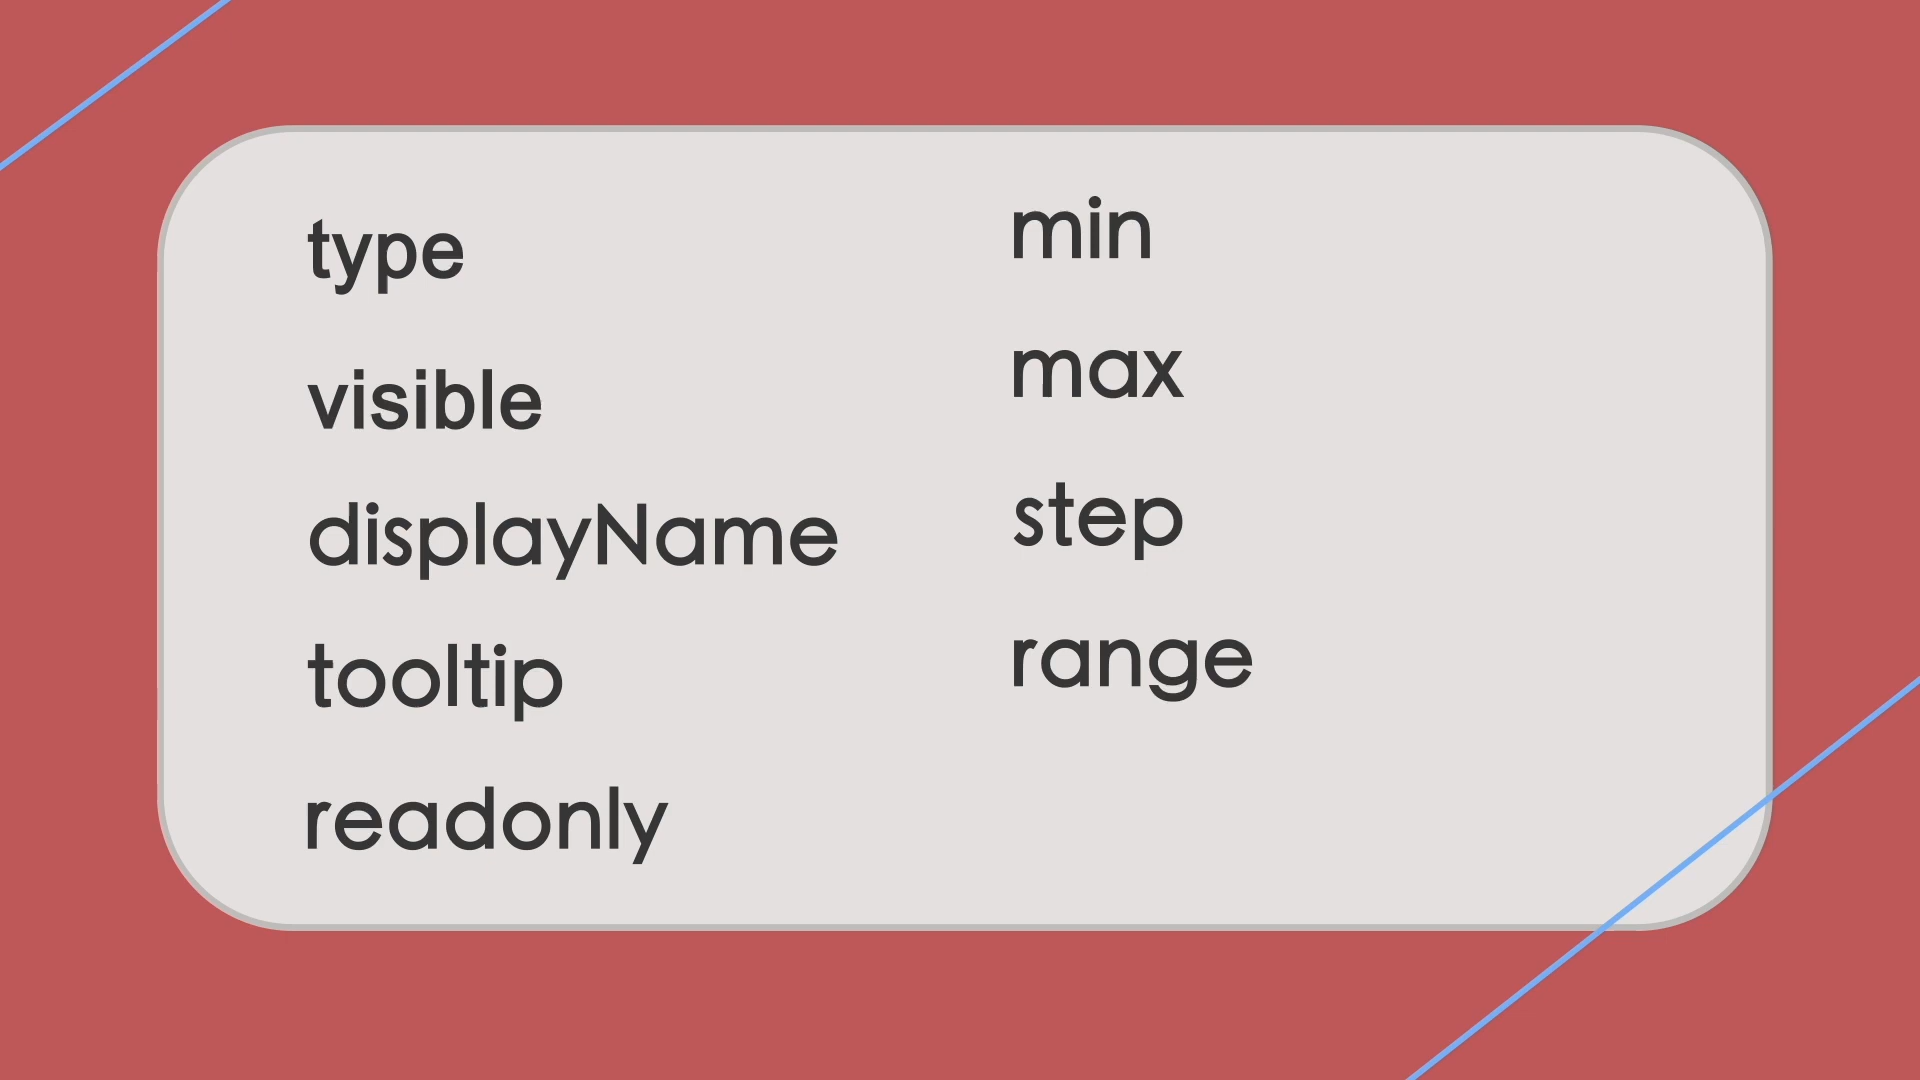 type
visible
displayName
tooltip
readonly
min
max
step
range